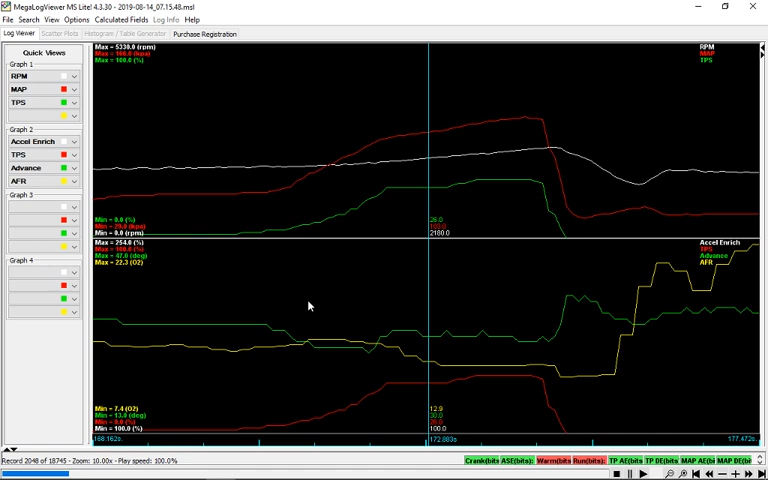 MegaLogViewer MS Lite! 4.3.30 - 2019-08-14_07.15.48.msl
File Search View Options Calculated Fields Log Info Help
Log Viewer Scatter Plots Histogram / Table Generator Purchase Registration
Quick Views
Graph 1
RPM
MAP
TPS
Graph 2
Accel Enrich
TPS
Advance
AFR
Graph 3
Graph 4
Max = 5330.0 (rpm)
Max = 100.0 (%)
RPM
MAP
TPS
Min = 0.0 (%)
Min = 0.0 (rpm)
2180.0
Max = 254.0 (%)
Max = 100.0 (%)
Max = 47.0 (deg)
Max = 22.3 (O2)
Accel Enrich
TPS
Advance
AFR
Min = 7.4 (O2)
Min = 13.0 (deg)
Min = 0.0 (%)
Min = 100.0 (%)
12.9
100.0
168.162s.
172.883s
177.472s.
Record 2048 of 18745 - Zoom: 10.00x - Play speed: 100.0%
Crank(bits ASE(bits): Warm(bits Run(bits): TP AE(bits TP DE(bits: MAP AE(bi MAP DE(bi